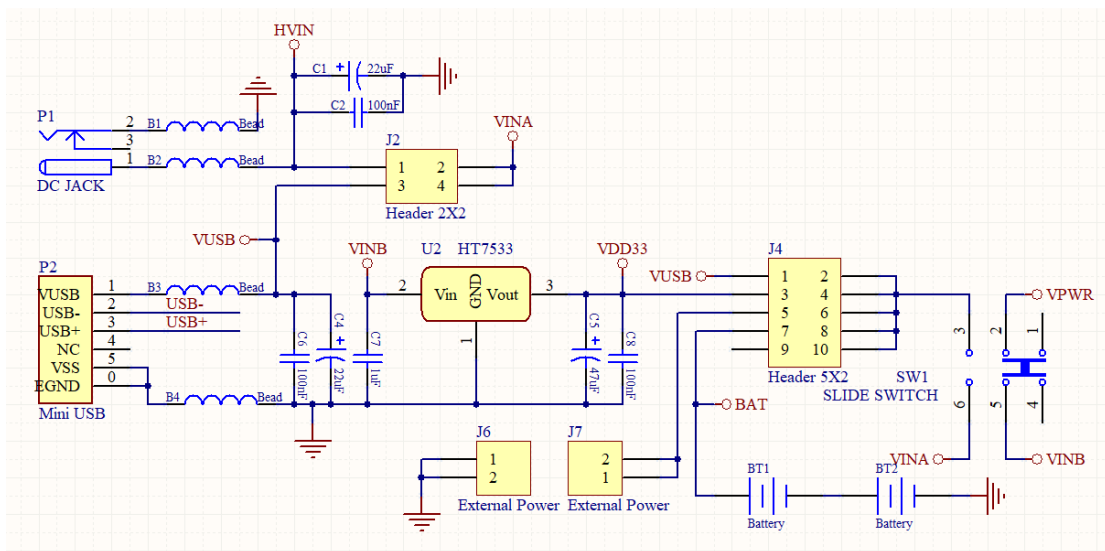 HVIN
C1 + 22uF
C2 100nF
P1
2
3
1
B1 Bead
B2 Bead
DC JACK
VINA
J2
1 2
3 4
Header 2X2
VUSB
VINB
U2 HT7533
VDD33
2 Vin GND Vout 3
1
P2
VUSB 1
USB- 2
USB+ 3
NC 4
VSS 5
EGND 0
Mini USB
B3 Bead
USB-
USB+
B4 Bead
C6 100nF
C4 + 22uF
C7 1uF
C5 + 47uF
C8 100nF
J4
VUSB
1 2
3 4
5 6
7 8
9 10
Header 5X2
3 2 1
VPWR
SW1
SLIDE SWITCH
6 5 4
VINA
VINB
BAT
J6
1
2
External Power
J7
2
1
External Power
BT1
Battery
BT2
Battery